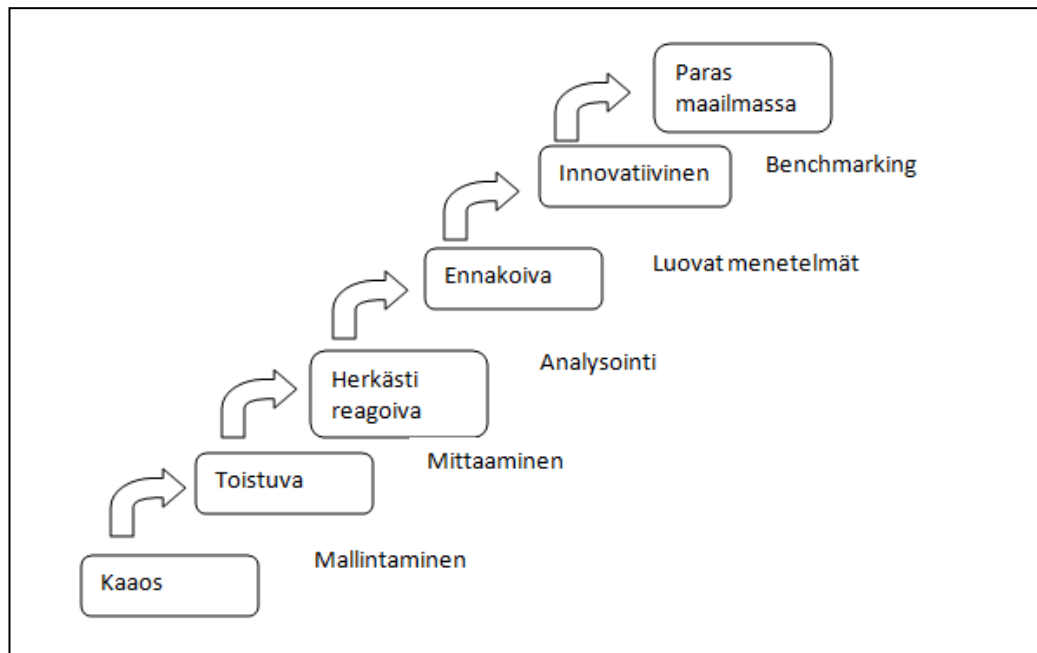 Paras
maailmassa
Innovatiivinen
Benchmarking
Ennakoiva
Luovat menetelmät
Herkästi
reagoiva
Analysointi
Toistuva
Mittaaminen
Kaaos
Mallintaminen